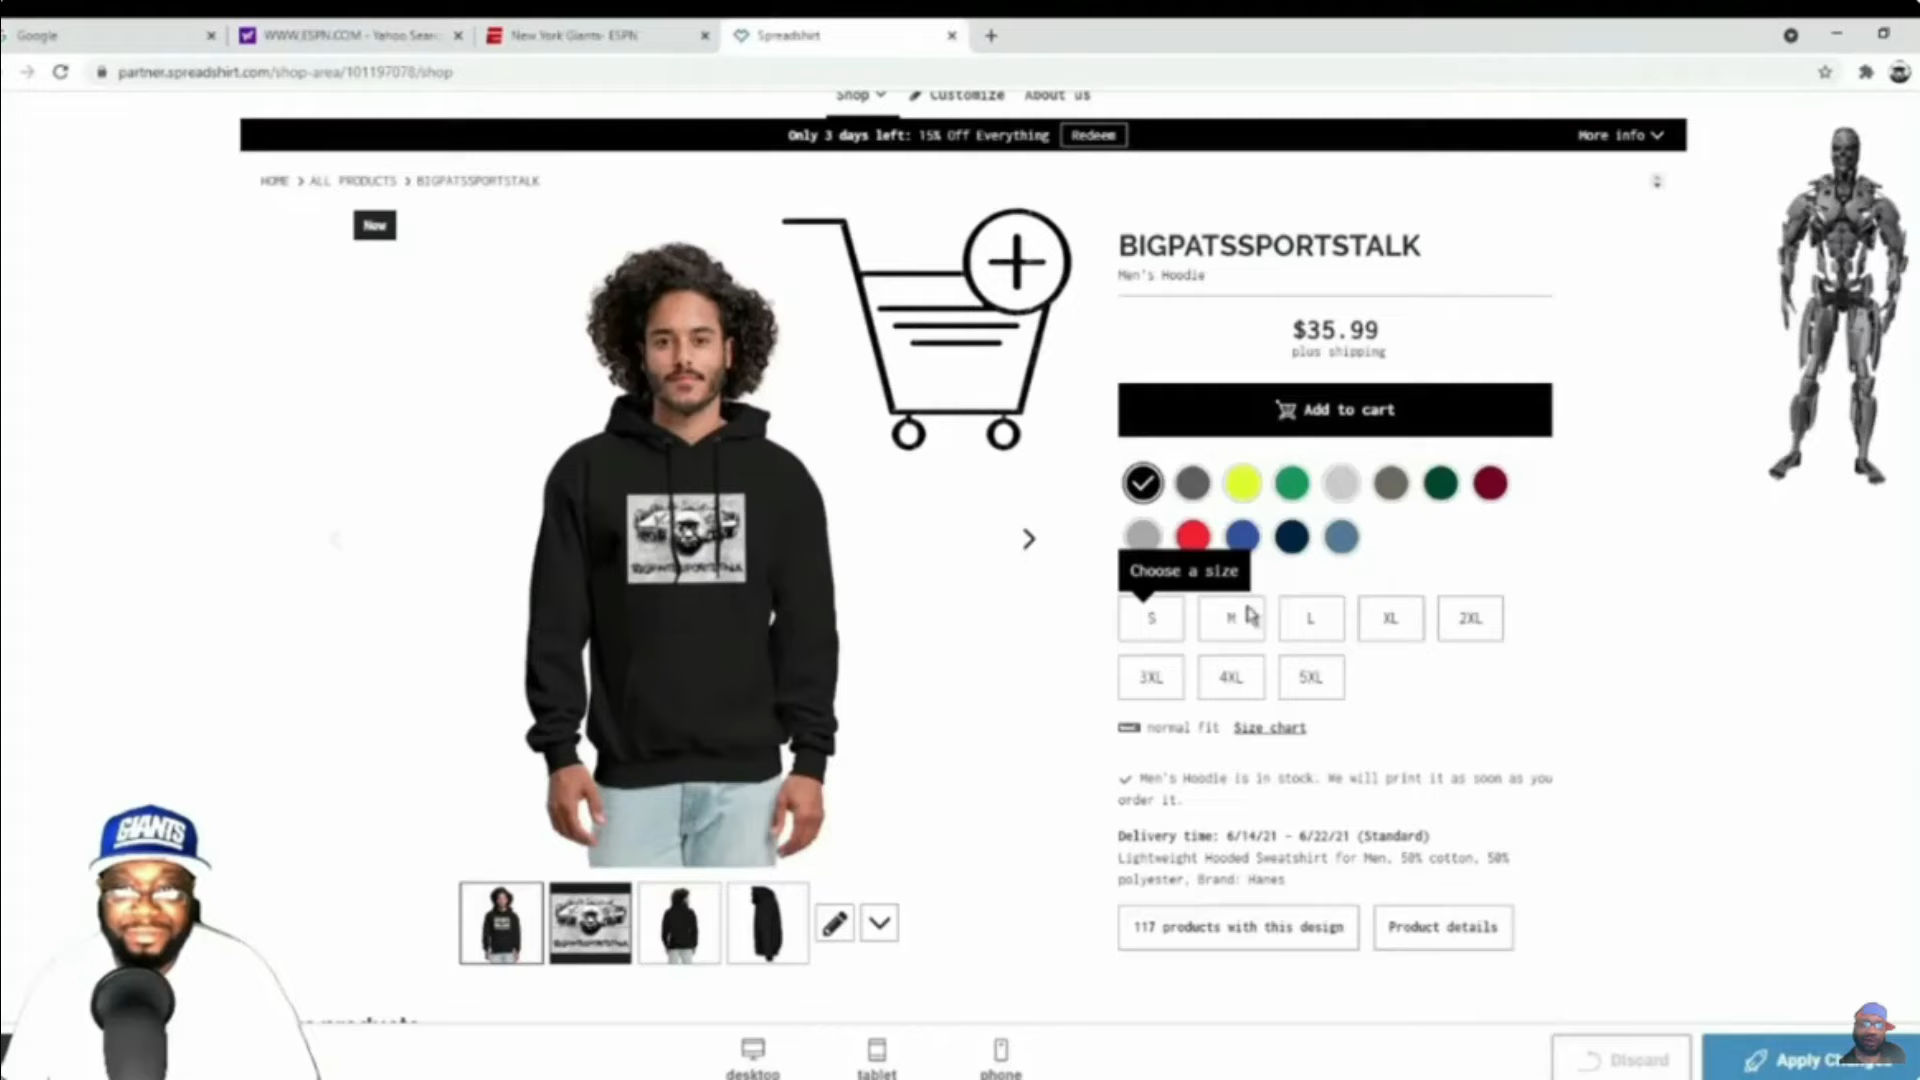 Google
WWW.ESPN.COM - Yahoo Sear
New York Giants- ESPN
Spreadshirt
partner.spreadshirt.com/shop-area/101197078/shop
Shop
Customize
About us
Only 3 days left: 15% Off Everything
Redeem
More info
HOME > ALL PRODUCTS > BIGPATSSPORTSTALK
New
BIGPATSSPORTSTALK
Men's Hoodie
$35.99
plus shipping
Add to cart
Choose a size
S M L XL 2XL
3XL 4XL 5XL
normal fit Size chart
Men's Hoodie is in stock. We will print it as soon as you
order it.
Delivery time: 6/14/21 - 6/22/21 (Standard)
Lightweight Hooded Sweatshirt for Men, 50% cotton, 50%
polyester, Brand: Hanes
117 products with this design
Product details
BIGPATSSPORTSTALK
BIGPATSSPORTSTALK
GIANTS
desktop
tablet
phone
Discard
Apply